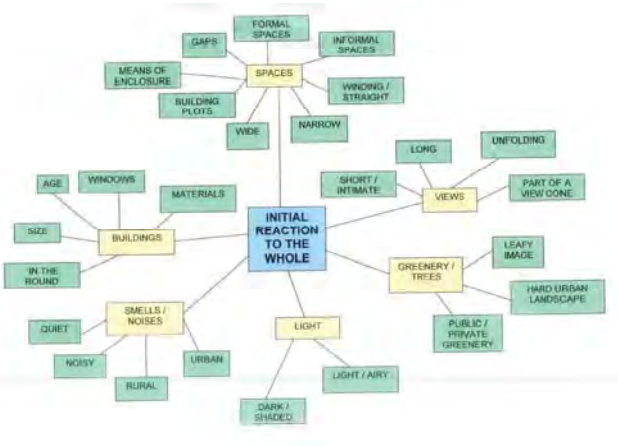 FORMAL
SPACES
GAPS
INFORMAL
SPACES
MEANS OF
ENCLOSURE
SPACES
BUILDING
PLOTS
WINDING /
STRAIGHT
WIDE
NARROW
LONG
UNFOLDING
SHORT /
INTIMATE
VIEWS
PART OF A
VIEW CONE
AGE
WINDOWS
MATERIALS
SIZE
BUILDINGS
'IN THE
ROUND
INITIAL
REACTION
TO THE
WHOLE
GREENERY /
TREES
LEAFY
IMAGE
HARD URBAN
LANDSCAPE
PUBLIC /
PRIVATE
GREENERY
SMELLS /
NOISES
QUIET
NOISY
RURAL
URBAN
LIGHT
LIGHT / AIRY
DARK /
SHADED